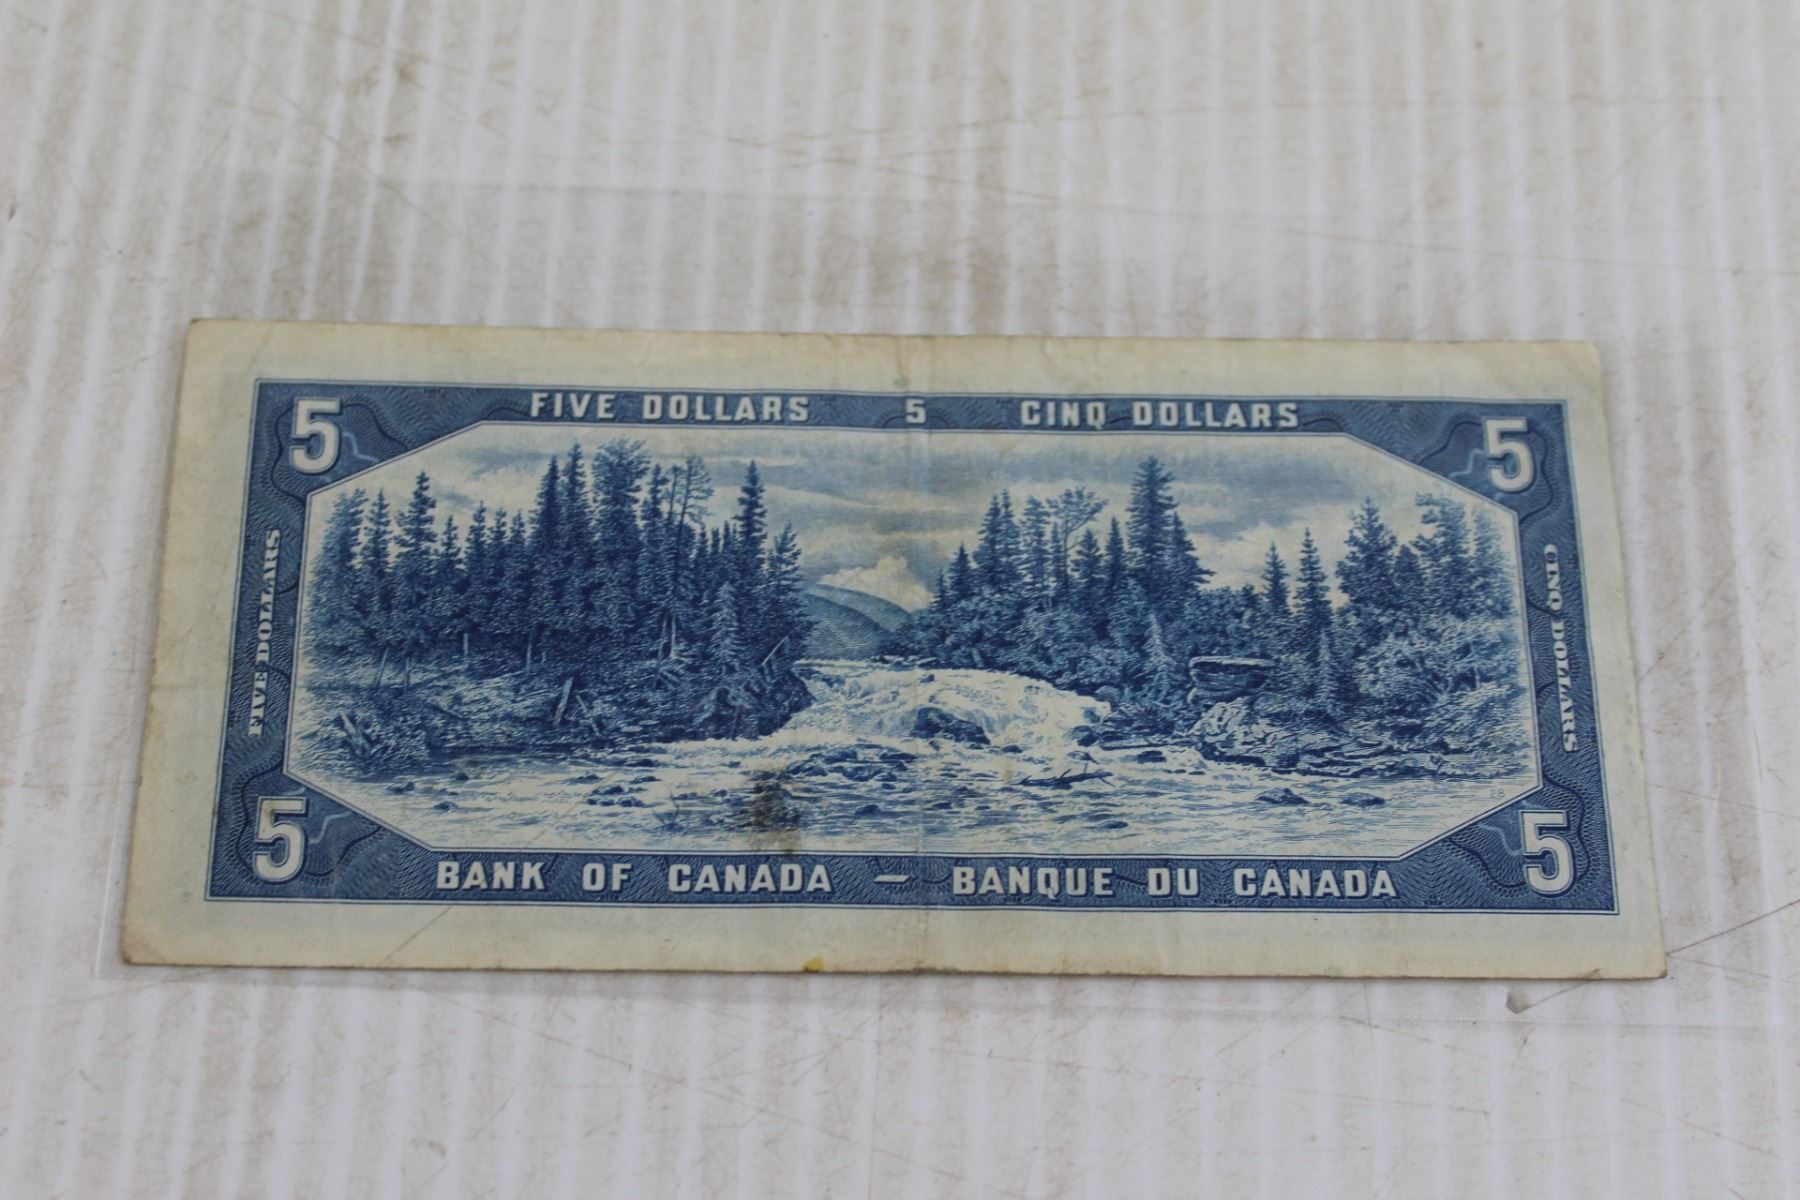 FIVE DOLLARS 5 CINQ DOLLARS
5 5
FIVE DOLLARS
CINQ DOLLARS
5 5
BANK OF CANADA — BANQUE DU CANADA